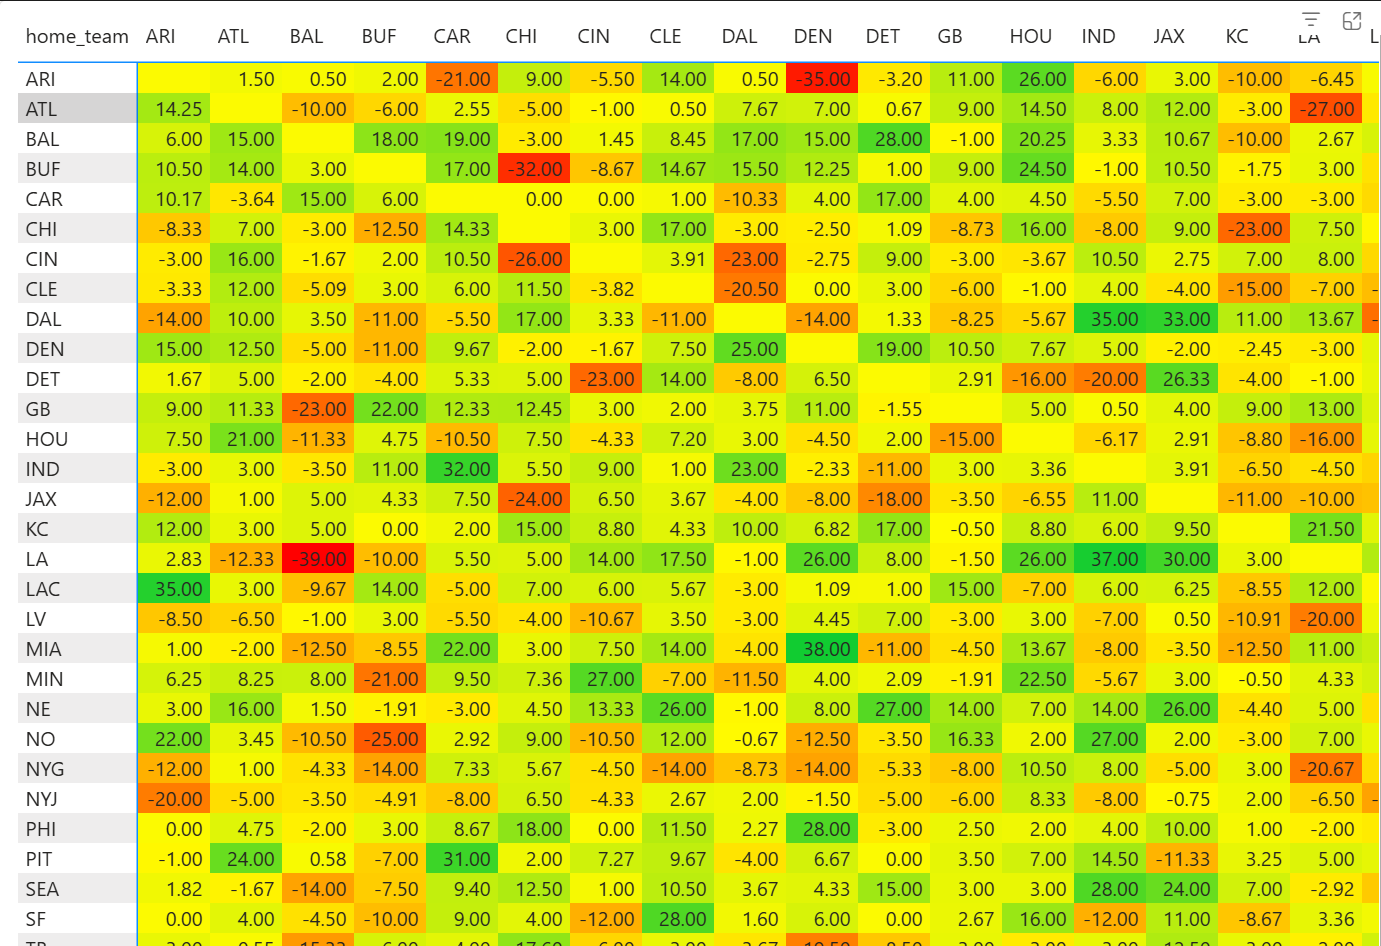 home_team ARI ATL BAL BUF CAR CHI CIN CLE DAL DEN DET GB HOU IND JAX KC LA
ARI 1.50 0.50 2.00 -21.00 9.00 -5.50 14.00 0.50 -35.00 -3.20 11.00 26.00 -6.00 3.00 -10.00 -6.45
ATL 14.25 -10.00 -6.00 2.55 -5.00 -1.00 0.50 7.67 7.00 0.67 9.00 14.50 8.00 12.00 -3.00 -27.00
BAL 6.00 15.00 18.00 19.00 -3.00 1.45 8.45 17.00 15.00 28.00 -1.00 20.25 3.33 10.67 -10.00 2.67
BUF 10.50 14.00 3.00 17.00 -32.00 -8.67 14.67 15.50 12.25 1.00 9.00 24.50 -1.00 10.50 -1.75 3.00
CAR 10.17 -3.64 15.00 6.00 0.00 0.00 1.00 -10.33 4.00 17.00 4.00 4.50 -5.50 7.00 -3.00 -3.00
CHI -8.33 7.00 -3.00 -12.50 14.33 3.00 17.00 -3.00 -2.50 1.09 -8.73 16.00 -8.00 9.00 -23.00 7.50
CIN -3.00 16.00 -1.67 2.00 10.50 -26.00 3.91 -23.00 -2.75 9.00 -3.00 -3.67 10.50 2.75 7.00 8.00
CLE -3.33 12.00 -5.09 3.00 6.00 11.50 -3.82 -20.50 0.00 3.00 -6.00 -1.00 4.00 -4.00 -15.00 -7.00
DAL -14.00 10.00 3.50 -11.00 -5.50 17.00 3.33 -11.00 -14.00 1.33 -8.25 -5.67 35.00 33.00 11.00 13.67
DEN 15.00 12.50 -5.00 -11.00 9.67 -2.00 -1.67 7.50 25.00 19.00 10.50 7.67 5.00 -2.00 -2.45 -3.00
DET 1.67 5.00 -2.00 -4.00 5.33 5.00 -23.00 14.00 -8.00 6.50 2.91 -16.00 -20.00 26.33 -4.00 -1.00
GB 9.00 11.33 -23.00 22.00 12.33 12.45 3.00 2.00 3.75 11.00 -1.55 5.00 0.50 4.00 9.00 13.00
HOU 7.50 21.00 -11.33 4.75 -10.50 7.50 -4.33 7.20 3.00 -4.50 2.00 -15.00 -6.17 2.91 -8.80 -16.00
IND -3.00 3.00 -3.50 11.00 32.00 5.50 9.00 1.00 23.00 -2.33 -11.00 3.00 3.36 3.91 -6.50 -4.50
JAX -12.00 1.00 5.00 4.33 7.50 -24.00 6.50 3.67 -4.00 -8.00 -18.00 -3.50 -6.55 11.00 -11.00 -10.00
KC 12.00 3.00 5.00 0.00 2.00 15.00 8.80 4.33 10.00 6.82 17.00 -0.50 8.80 6.00 9.50 21.50
LA 2.83 -12.33 -39.00 -10.00 5.50 5.00 14.00 17.50 -1.00 26.00 8.00 -1.50 26.00 37.00 30.00 3.00
LAC 35.00 3.00 -9.67 14.00 -5.00 7.00 6.00 5.67 -3.00 1.09 1.00 15.00 -7.00 6.00 6.25 -8.55 12.00
LV -8.50 -6.50 -1.00 3.00 -5.50 -4.00 -10.67 3.50 -3.00 4.45 7.00 -3.00 3.00 -7.00 0.50 -10.91 -20.00
MIA 1.00 -2.00 -12.50 -8.55 22.00 3.00 7.50 14.00 -4.00 38.00 -11.00 -4.50 13.67 -8.00 -3.50 -12.50 11.00
MIN 6.25 8.25 8.00 -21.00 9.50 7.36 27.00 -7.00 -11.50 4.00 2.09 -1.91 22.50 -5.67 3.00 -0.50 4.33
NE 3.00 16.00 1.50 -1.91 -3.00 4.50 13.33 26.00 -1.00 8.00 27.00 14.00 7.00 14.00 26.00 -4.40 5.00
NO 22.00 3.45 -10.50 -25.00 2.92 9.00 -10.50 12.00 -0.67 -12.50 -3.50 16.33 2.00 27.00 2.00 -3.00 7.00
NYG -12.00 1.00 -4.33 -14.00 7.33 5.67 -4.50 -14.00 -8.73 -14.00 -5.33 -8.00 10.50 8.00 -5.00 3.00 -20.67
NYJ -20.00 -5.00 -3.50 -4.91 -8.00 6.50 -4.33 2.67 2.00 -1.50 -5.00 -6.00 8.33 -8.00 -0.75 2.00 -6.50
PHI 0.00 4.75 -2.00 3.00 8.67 18.00 0.00 11.50 2.27 28.00 -3.00 2.50 2.00 4.00 10.00 1.00 -2.00
PIT -1.00 24.00 0.58 -7.00 31.00 2.00 7.27 9.67 -4.00 6.67 0.00 3.50 7.00 14.50 -11.33 3.25 5.00
SEA 1.82 -1.67 -14.00 -7.50 9.40 12.50 1.00 10.50 3.67 4.33 15.00 3.00 3.00 28.00 24.00 7.00 -2.92
SF 0.00 4.00 -4.50 -10.00 9.00 4.00 -12.00 28.00 1.60 6.00 0.00 2.67 16.00 -12.00 11.00 -8.67 3.36